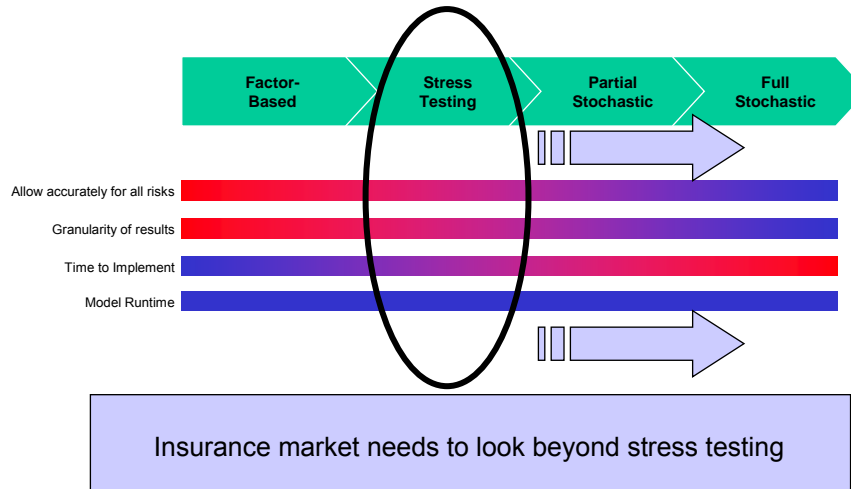 Factor-
Based
Stress
Testing
Partial
Stochastic
Full
Stochastic
Allow accurately for all risks
Granularity of results
Time to Implement
Model Runtime
Insurance market needs to look beyond stress testing